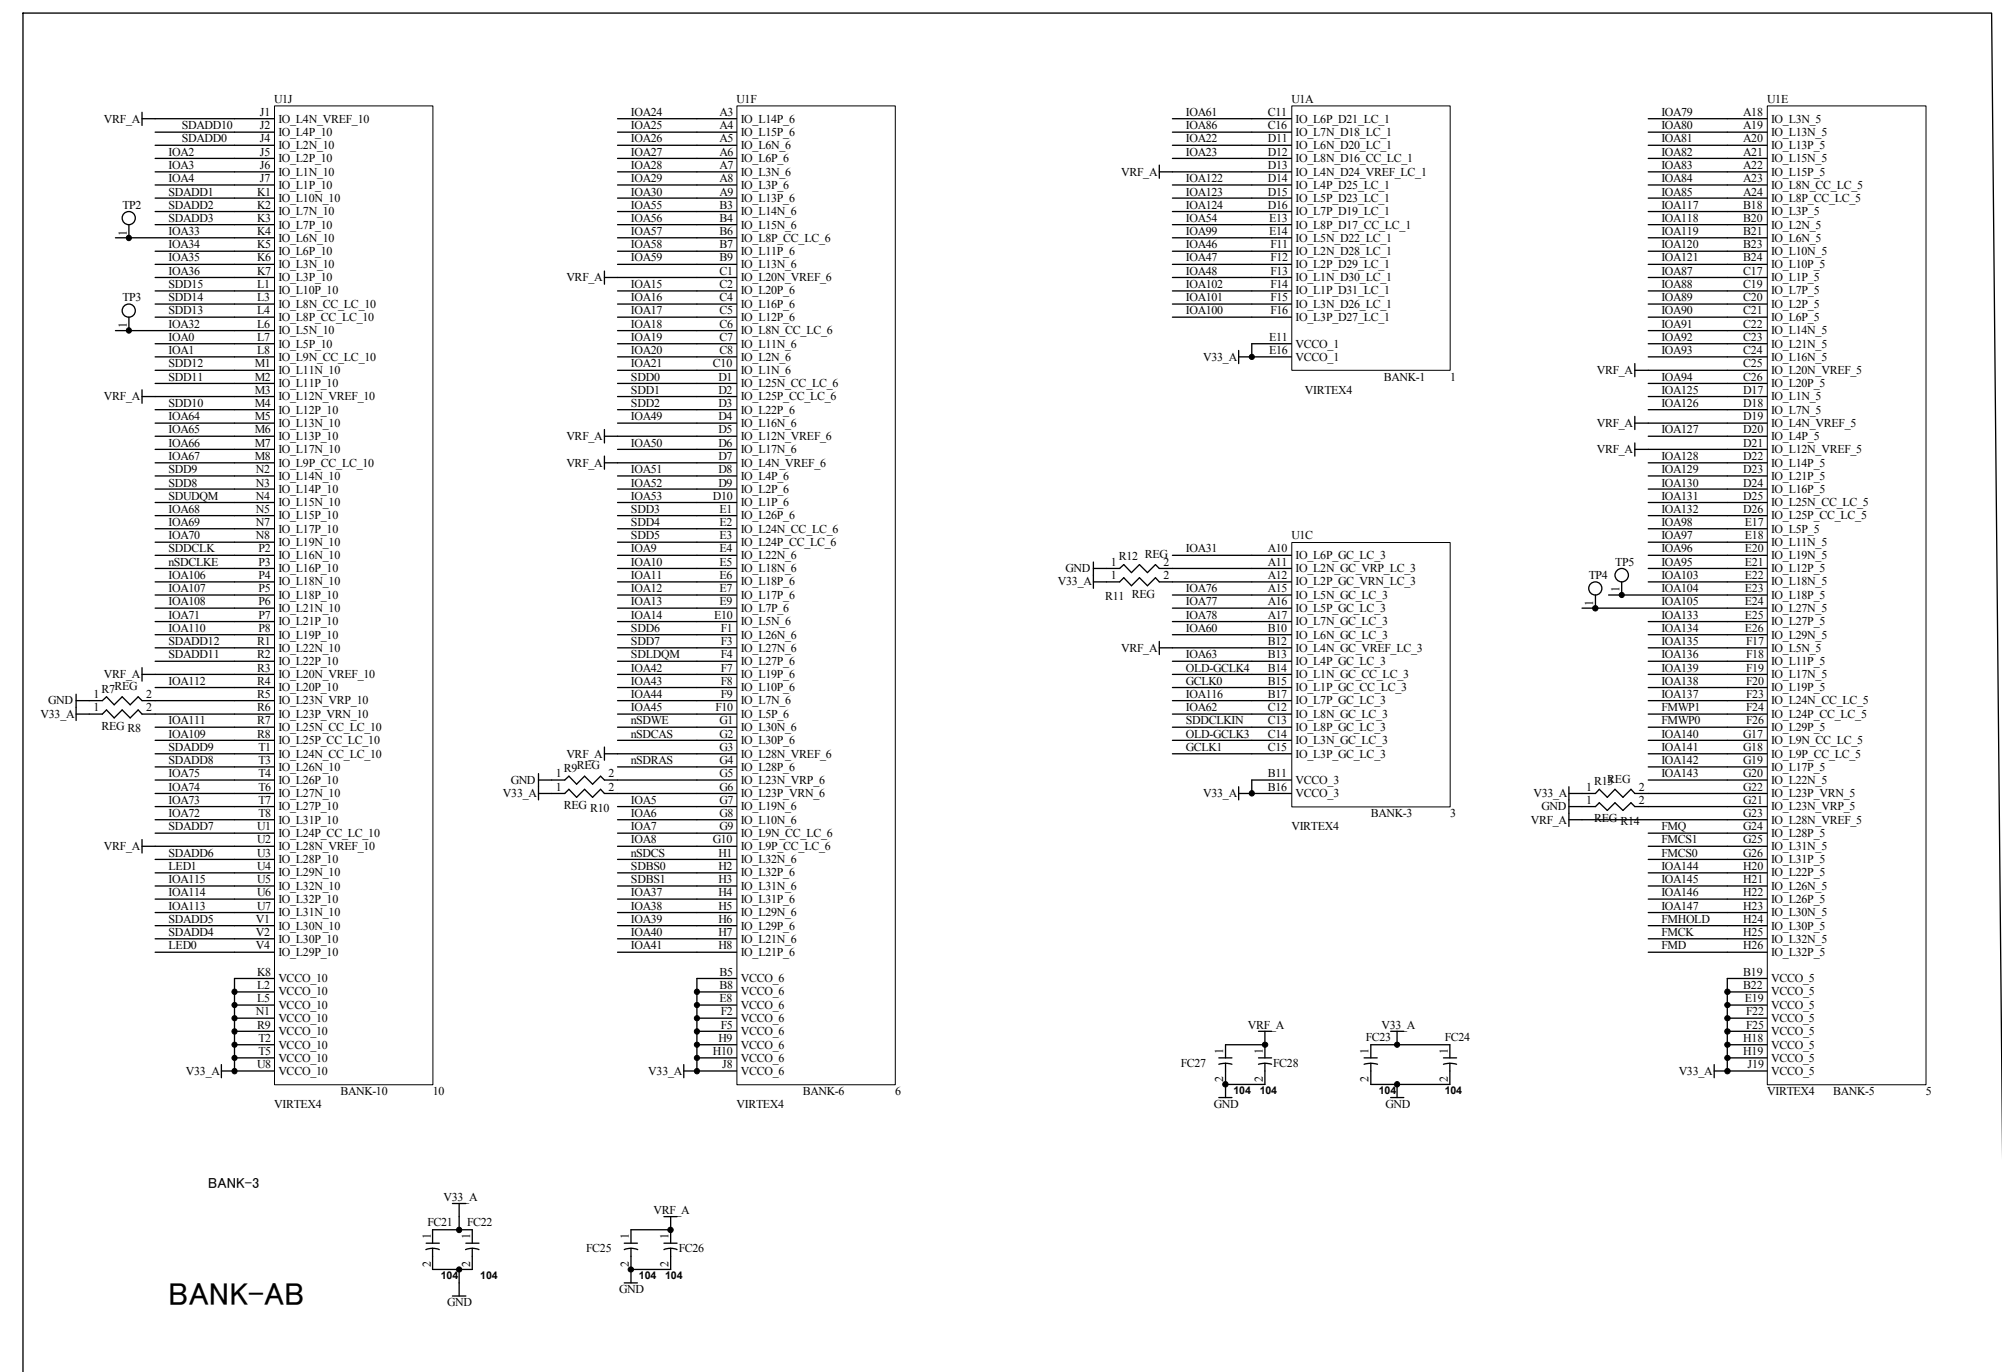 U1J
VRF_A J1 IO_L4N_VREF_10
SDADD10 J2 IO_L4P_10
SDADD0 J4 IO_L2N_10
IOA2 J5 IO_L2P_10
IOA3 J6 IO_L1N_10
IOA4 J7 IO_L1P_10
SDADD1 K1 IO_L10N_10
SDADD2 K2 IO_L7N_10
TP2
SDADD3 K3 IO_L7P_10
1 IOA33 K4 IO_L6N_10
IOA34 K5 IO_L6P_10
IOA35 K6 IO_L3N_10
IOA36 K7 IO_L3P_10
SDD15 L1 IO_L10P_10
TP3
SDD14 L3 IO_L8N_CC_LC_10
SDD13 L4 IO_L8P_CC_LC_10
1 IOA32 L6 IO_L5N_10
IOA0 L7 IO_L5P_10
IOA1 L8 IO_L9N_CC_LC_10
SDD12 M1 IO_L11N_10
SDD11 M2 IO_L11P_10
VRF_A M3 IO_L12N_VREF_10
SDD10 M4 IO_L12P_10
IOA64 M5 IO_L13N_10
IOA65 M6 IO_L13P_10
IOA66 M7 IO_L17N_10
IOA67 M8 IO_L9P_CC_LC_10
SDD9 N2 IO_L14N_10
SDD8 N3 IO_L14P_10
SDUDQM N4 IO_L15N_10
IOA68 N5 IO_L15P_10
IOA69 N7 IO_L17P_10
IOA70 N8 IO_L19N_10
SDDCLK P2 IO_L16N_10
nSDCLKE P3 IO_L16P_10
IOA106 P4 IO_L18N_10
IOA107 P5 IO_L18P_10
IOA108 P6 IO_L21N_10
IOA71 P7 IO_L21P_10
IOA110 P8 IO_L19P_10
SDADD12 R1 IO_L22N_10
SDADD11 R2 IO_L22P_10
VRF_A R3 IO_L20N_VREF_10
IOA112 R4 IO_L20P_10
GND 1 R7 REG 2 R5 IO_L23N_VRP_10
V33_A 1 REG R8 2 R6 IO_L23P_VRN_10
IOA111 R7 IO_L25N_CC_LC_10
IOA109 R8 IO_L25P_CC_LC_10
SDADD9 T1 IO_L24N_CC_LC_10
SDADD8 T3 IO_L26N_10
IOA75 T4 IO_L26P_10
IOA74 T6 IO_L27N_10
IOA73 T7 IO_L27P_10
IOA72 T8 IO_L31P_10
SDADD7 U1 IO_L24P_CC_LC_10
VRF_A U2 IO_L28N_VREF_10
SDADD6 U3 IO_L28P_10
LED1 U4 IO_L29N_10
IOA115 U5 IO_L32N_10
IOA114 U6 IO_L32P_10
IOA113 U7 IO_L31N_10
SDADD5 V1 IO_L30N_10
SDADD4 V2 IO_L30P_10
LED0 V4 IO_L29P_10
K8 VCCO_10
L2 VCCO_10
L5 VCCO_10
N1 VCCO_10
R9 VCCO_10
T2 VCCO_10
T5 VCCO_10
V33_A U8 VCCO_10
BANK-10 10
VIRTEX4
U1F
IOA24 A3 IO_L14P_6
IOA25 A4 IO_L15P_6
IOA26 A5 IO_L6N_6
IOA27 A6 IO_L6P_6
IOA28 A7 IO_L3N_6
IOA29 A8 IO_L3P_6
IOA30 A9 IO_L13P_6
IOA55 B3 IO_L14N_6
IOA56 B4 IO_L15N_6
IOA57 B6 IO_L8P_CC_LC_6
IOA58 B7 IO_L11P_6
IOA59 B9 IO_L13N_6
VRF_A C1 IO_L20N_VREF_6
IOA15 C2 IO_L20P_6
IOA16 C4 IO_L16P_6
IOA17 C5 IO_L12P_6
IOA18 C6 IO_L8N_CC_LC_6
IOA19 C7 IO_L11N_6
IOA20 C8 IO_L2N_6
IOA21 C10 IO_L1N_6
SDD0 D1 IO_L25N_CC_LC_6
SDD1 D2 IO_L25P_CC_LC_6
SDD2 D3 IO_L22P_6
IOA49 D4 IO_L16N_6
VRF_A D5 IO_L12N_VREF_6
IOA50 D6 IO_L17N_6
VRF_A D7 IO_L4N_VREF_6
IOA51 D8 IO_L4P_6
IOA52 D9 IO_L2P_6
IOA53 D10 IO_L1P_6
SDD3 E1 IO_L26P_6
SDD4 E2 IO_L24N_CC_LC_6
SDD5 E3 IO_L24P_CC_LC_6
IOA9 E4 IO_L22N_6
IOA10 E5 IO_L18N_6
IOA11 E6 IO_L18P_6
IOA12 E7 IO_L17P_6
IOA13 E9 IO_L7P_6
IOA14 E10 IO_L5N_6
SDD6 F1 IO_L26N_6
SDD7 F3 IO_L27N_6
SDLDQM F4 IO_L27P_6
IOA42 F7 IO_L19P_6
IOA43 F8 IO_L10P_6
IOA44 F9 IO_L7N_6
IOA45 F10 IO_L5P_6
nSDWE G1 IO_L30N_6
nSDCAS G2 IO_L30P_6
VRF_A G3 IO_L28N_VREF_6
nSDRAS G4 IO_L28P_6
GND 1 R9 REG 2 G5 IO_L23N_VRP_6
V33_A 1 REG R10 2 G6 IO_L23P_VRN_6
IOA5 G7 IO_L19N_6
IOA6 G8 IO_L10N_6
IOA7 G9 IO_L9N_CC_LC_6
IOA8 G10 IO_L9P_CC_LC_6
nSDCS H1 IO_L32N_6
SDBS0 H2 IO_L32P_6
SDBS1 H3 IO_L31N_6
IOA37 H4 IO_L31P_6
IOA38 H5 IO_L29N_6
IOA39 H6 IO_L29P_6
IOA40 H7 IO_L21N_6
IOA41 H8 IO_L21P_6
B5 VCCO_6
B8 VCCO_6
E8 VCCO_6
F2 VCCO_6
F5 VCCO_6
H9 VCCO_6
H10 VCCO_6
V33_A J8 VCCO_6
BANK-6 6
VIRTEX4
U1A
IOA61 C11 IO_L6P_D21_LC_1
IOA86 C16 IO_L7N_D18_LC_1
IOA22 D11 IO_L6N_D20_LC_1
IOA23 D12 IO_L8N_D16_CC_LC_1
VRF_A D13 IO_L4N_D24_VREF_LC_1
IOA122 D14 IO_L4P_D25_LC_1
IOA123 D15 IO_L5P_D23_LC_1
IOA124 D16 IO_L7P_D19_LC_1
IOA54 E13 IO_L8P_D17_CC_LC_1
IOA99 E14 IO_L5N_D22_LC_1
IOA46 F11 IO_L2N_D28_LC_1
IOA47 F12 IO_L2P_D29_LC_1
IOA48 F13 IO_L1N_D30_LC_1
IOA102 F14 IO_L1P_D31_LC_1
IOA101 F15 IO_L3N_D26_LC_1
IOA100 F16 IO_L3P_D27_LC_1
E11 VCCO_1
V33_A E16 VCCO_1
BANK-1 1
VIRTEX4
U1C
IOA31 A10 IO_L6P_GC_LC_3
GND 1 R12 REG 2 A11 IO_L2N_GC_VRP_LC_3
V33_A 1 R11 REG 2 A12 IO_L2P_GC_VRN_LC_3
IOA76 A15 IO_L5N_GC_LC_3
IOA77 A16 IO_L5P_GC_LC_3
IOA78 A17 IO_L7N_GC_LC_3
IOA60 B10 IO_L6N_GC_LC_3
VRF_A B12 IO_L4N_GC_VREF_LC_3
IOA63 B13 IO_L4P_GC_LC_3
OLD-GCLK4 B14 IO_L1N_GC_CC_LC_3
GCLK0 B15 IO_L1P_GC_CC_LC_3
IOA116 B17 IO_L7P_GC_LC_3
IOA62 C12 IO_L8N_GC_LC_3
SDDCLKIN C13 IO_L8P_GC_LC_3
OLD-GCLK3 C14 IO_L3N_GC_LC_3
GCLK1 C15 IO_L3P_GC_LC_3
B11 VCCO_3
V33_A B16 VCCO_3
BANK-3 3
VIRTEX4
U1E
IOA79 A18 IO_L3N_5
IOA80 A19 IO_L13N_5
IOA81 A20 IO_L13P_5
IOA82 A21 IO_L15N_5
IOA83 A22 IO_L15P_5
IOA84 A23 IO_L8N_CC_LC_5
IOA85 A24 IO_L8P_CC_LC_5
IOA117 B18 IO_L3P_5
IOA118 B20 IO_L2N_5
IOA119 B21 IO_L6N_5
IOA120 B23 IO_L10N_5
IOA121 B24 IO_L10P_5
IOA87 C17 IO_L1P_5
IOA88 C19 IO_L7P_5
IOA89 C20 IO_L2P_5
IOA90 C21 IO_L6P_5
IOA91 C22 IO_L14N_5
IOA92 C23 IO_L21N_5
IOA93 C24 IO_L16N_5
VRF_A C25 IO_L20N_VREF_5
IOA94 C26 IO_L20P_5
IOA125 D17 IO_L1N_5
IOA126 D18 IO_L7N_5
VRF_A D19 IO_L4N_VREF_5
IOA127 D20 IO_L4P_5
VRF_A D21 IO_L12N_VREF_5
IOA128 D22 IO_L14P_5
IOA129 D23 IO_L21P_5
IOA130 D24 IO_L16P_5
IOA131 D25 IO_L25N_CC_LC_5
IOA132 D26 IO_L25P_CC_LC_5
IOA98 E17 IO_L5P_5
IOA97 E18 IO_L11N_5
IOA96 E20 IO_L19N_5
TP5
IOA95 E21 IO_L12P_5
TP4
IOA103 E22 IO_L18N_5
1 IOA104 E23 IO_L18P_5
1 IOA105 E24 IO_L27N_5
IOA133 E25 IO_L27P_5
IOA134 E26 IO_L29N_5
IOA135 F17 IO_L5N_5
IOA136 F18 IO_L11P_5
IOA139 F19 IO_L17N_5
IOA138 F20 IO_L19P_5
IOA137 F23 IO_L24N_CC_LC_5
FMWP1 F24 IO_L24P_CC_LC_5
FMWP0 F26 IO_L29P_5
IOA140 G17 IO_L9N_CC_LC_5
IOA141 G18 IO_L9P_CC_LC_5
IOA142 G19 IO_L17P_5
IOA143 G20 IO_L22N_5
V33_A 1 REG 2 G22 IO_L23P_VRN_5
GND 1 REG R14 2 G21 IO_L23N_VRP_5
VRF_A G23 IO_L28N_VREF_5
FMQ G24 IO_L28P_5
FMCS1 G25 IO_L31N_5
FMCS0 G26 IO_L31P_5
IOA144 H20 IO_L22P_5
IOA145 H21 IO_L26N_5
IOA146 H22 IO_L26P_5
IOA147 H23 IO_L30N_5
FMHOLD H24 IO_L30P_5
FMCK H25 IO_L32N_5
FMD H26 IO_L32P_5
B19 VCCO_5
B22 VCCO_5
E19 VCCO_5
F22 VCCO_5
F25 VCCO_5
H18 VCCO_5
H19 VCCO_5
V33_A J19 VCCO_5
VIRTEX4 BANK-5 5
VRF_A
1 1
FC27 FC28
2 2
104 104
GND
V33_A
FC23 FC24
1 1
2 2
104 104
GND
BANK-3
V33_A
FC21 FC22
1 1
2 2
104 104
GND
VRF_A
1 1
FC25 FC26
2 2
104 104
GND
BANK-AB